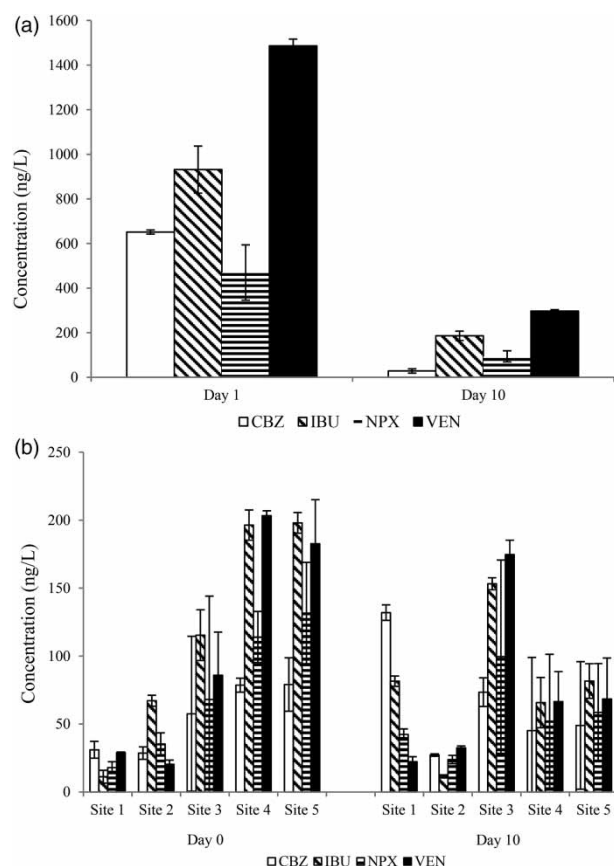 (a)
1600
1400
1200
1000
800
600
400
200
0
Concentration (ng/L)
Day 1 Day 10
CBZ IBU NPX VEN
(b)
250
200
150
100
50
0
Concentration (ng/L)
Site 1 Site 2 Site 3 Site 4 Site 5 Site 1 Site 2 Site 3 Site 4 Site 5
Day 0 Day 10
CBZ IBU NPX VEN